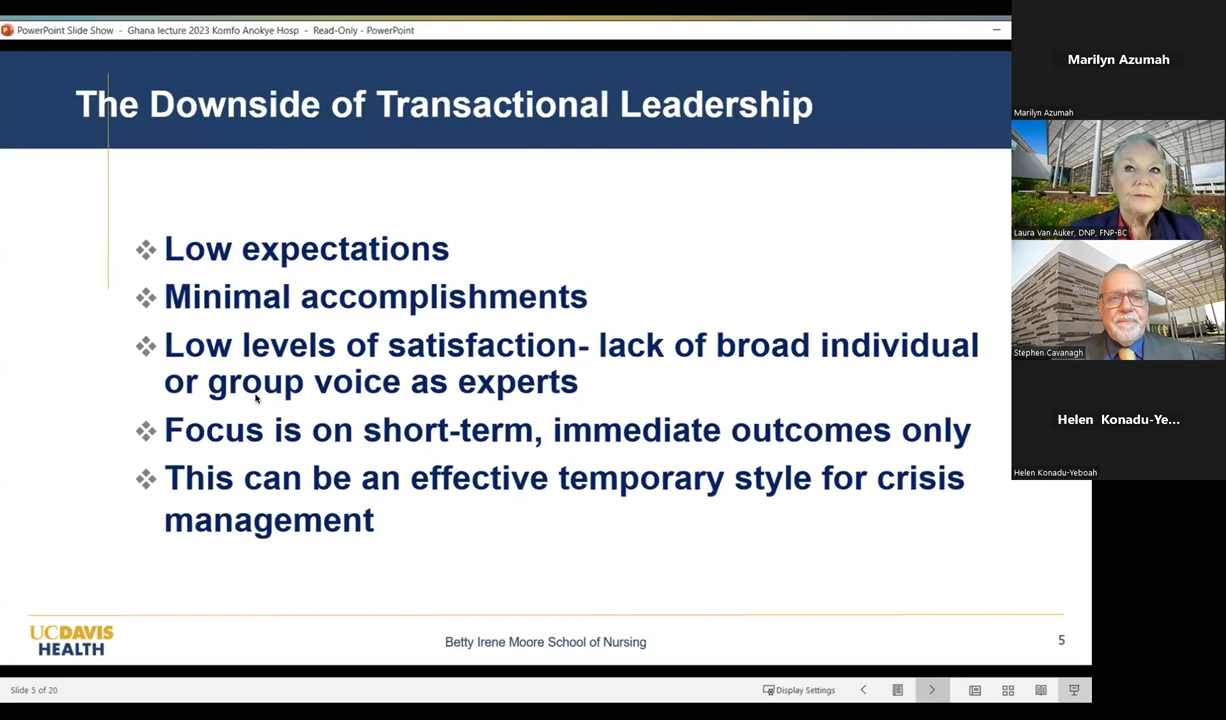 PowerPoint Slide Show - Ghana lecture 2023 Komfo Anokye Hosp - Read-Only - PowerPoint
The Downside of Transactional Leadership
Low expectations
Minimal accomplishments
Low levels of satisfaction- lack of broad individual
or group voice as experts
Focus is on short-term, immediate outcomes only
This can be an effective temporary style for crisis
management
UCDAVIS
HEALTH
Betty Irene Moore School of Nursing
5
Slide 5 of 20
Display Settings
Marilyn Azumah
Marilyn Azumah
Laura Van Auker, DNP, FNP-BC
Stephen Cavanagh
Helen Konadu-Ye...
Helen Konadu-Yeboah